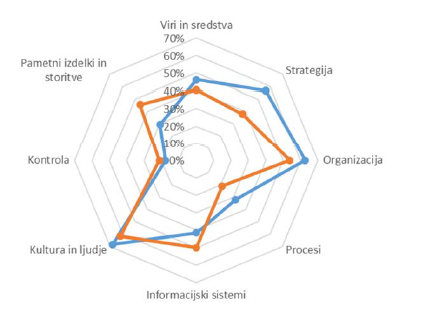 Viri in sredstva
70%
60%
50%
40%
30%
20%
10%
0%
Strategija
Organizacija
Procesi
Informacijski sistemi
Kultura in ljudje
Kontrola
Pametni izdelki in
storitve